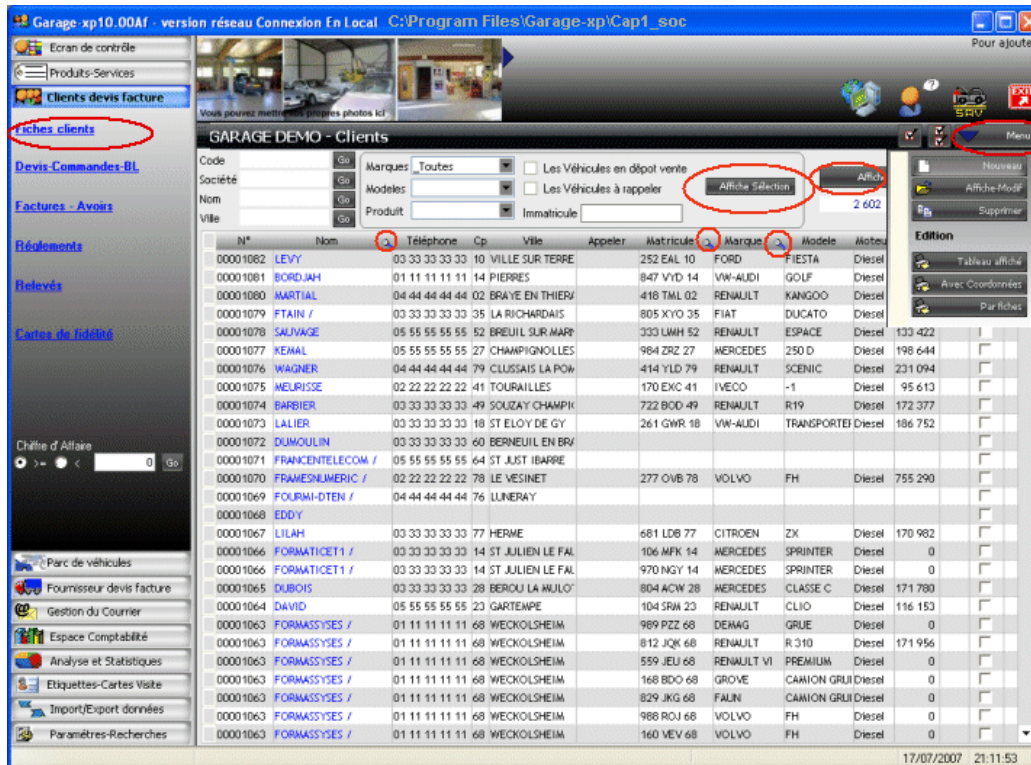 Garage-xp10.00Af - version réseau Connexion En Local C:\Program Files\Garage-xp\Cap1_soc
Ecran de contrôle
Produits-Services
Clients devis facture
Fiches clients
Devis-Commandes-BL
Factures - Avoirs
Réglements
Relevés
Cartes de fidélité
Chiffre d'Affaire
>= < 0 Go
Parc de véhicules
Fournisseur devis facture
Gestion du Courrier
Espace Comptabilité
Analyse et Statistiques
Etiquettes-Cartes Visite
Import/Export données
Paramétres-Recherches
Pour ajoute
Vous pouvez mettre vos propres photos ici
SAV
EXIT
GARAGE DEMO - Clients
Menu
Code Go
Société Go
Nom Go
Ville Go
Marques _Toutes
Modeles
Produit
Les Véhicules en dépot vente
Les Véhicules à rappeler
Immatricule
Affiche Sélection
Affich
2 602
Nouveau
Affiche-Modif
Supprimer
Edition
Tableau affiché
Avec Coordonnées
Par fiches
N° Nom Téléphone Cp Ville Appeler Matricule Marque Modele Moteu
00001082 LEVY 03 33 33 33 33 10 VILLE SUR TERRE 252 EAL 10 FORD FIESTA Diesel
00001081 BORDJAH 01 11 11 11 11 14 PIERRES 847 VYD 14 VW-AUDI GOLF Diesel
00001080 MARTIAL 04 44 44 44 44 02 BRAYE EN THIER 418 TML 02 RENAULT KANGOO Diesel
00001079 FTAIN / 03 33 33 33 33 35 LA RICHARDAIS 805 XYO 35 FIAT DUCATO Diesel
00001078 SAUVAGE 05 55 55 55 55 52 BREUIL SUR MAR 333 UMH 52 RENAULT ESPACE Diesel 133 422
00001077 KEMAL 05 55 55 55 55 27 CHAMPIGNOLLES 984 ZRZ 27 MERCEDES 250 D Diesel 198 644
00001076 WAGNER 04 44 44 44 44 79 CLUSSAIS LA POM 414 YLD 79 RENAULT SCENIC Diesel 231 094
00001075 MEURISSE 02 22 22 22 22 41 TOURAILLES 170 EXC 41 IVECO -1 Diesel 95 613
00001074 BARBIER 03 33 33 33 33 49 SOUZAY CHAMPI 722 BOD 49 RENAULT R19 Diesel 172 377
00001073 LALIER 03 33 33 33 33 18 ST ELOY DE GY 261 GWR 18 VW-AUDI TRANSPORTE Diesel 186 752
00001072 DUMOULIN 03 33 33 33 33 60 BERNEUIL EN BR
00001071 FRANCENTELECOM / 05 55 55 55 55 64 ST JUST IBARRE
00001070 FRAMESNUMERIC / 02 22 22 22 22 78 LE VESINET 277 OVB 78 VOLVO FH Diesel 755 290
00001069 FOURMI-DTEN / 04 44 44 44 44 76 LUNERAY
00001068 EDDY
00001067 LILAH 03 33 33 33 33 77 HERME 681 LDB 77 CITROEN ZX Diesel 170 982
00001066 FORMATICET1 / 03 33 33 33 33 14 ST JULIEN LE FAU 106 MFK 14 MERCEDES SPRINTER Diesel 0
00001066 FORMATICET1 / 03 33 33 33 33 14 ST JULIEN LE FAU 970 NGY 14 MERCEDES SPRINTER Diesel 0
00001065 DUBOIS 03 33 33 33 33 28 BEROU LA MULO 804 ACW 28 MERCEDES CLASSE C Diesel 171 780
00001064 DAVID 05 55 55 55 55 23 GARTEMPE 104 SRM 23 RENAULT CLIO Diesel 116 153
00001063 FORMASSYSES / 01 11 11 11 11 68 WECKOLSHEIM 989 PZZ 68 DEMAG GRUE Diesel 0
00001063 FORMASSYSES / 01 11 11 11 11 68 WECKOLSHEIM 812 JQK 68 RENAULT R 310 Diesel 171 956
00001063 FORMASSYSES / 01 11 11 11 11 68 WECKOLSHEIM 559 JEU 68 RENAULT VI PREMIUM Diesel 0
00001063 FORMASSYSES / 01 11 11 11 11 68 WECKOLSHEIM 168 BDO 68 GROVE CAMION GRU Diesel 0
00001063 FORMASSYSES / 01 11 11 11 11 68 WECKOLSHEIM 829 JKG 68 FAUN CAMION GRU Diesel 0
00001063 FORMASSYSES / 01 11 11 11 11 68 WECKOLSHEIM 988 ROJ 68 VOLVO FH Diesel 0
00001063 FORMASSYSES / 01 11 11 11 11 68 WECKOLSHEIM 160 VEV 68 VOLVO FH Diesel 0
17/07/2007 21:11:53